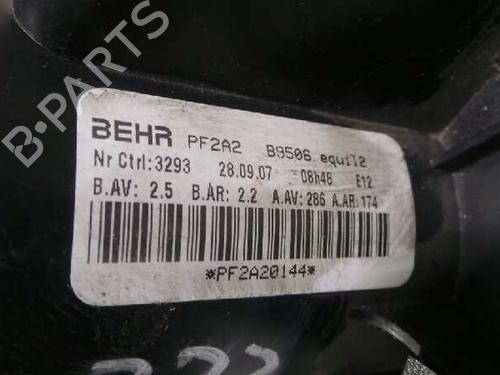 B-PARTS
BEHR PF2A2 B9506 equil2
Nr Ctrl:3293 28.09.07 08h48 E12
B.AV: 2.5 B.AR: 2.2 A.AV: 286 A.AR: 174
*PF2A20144*